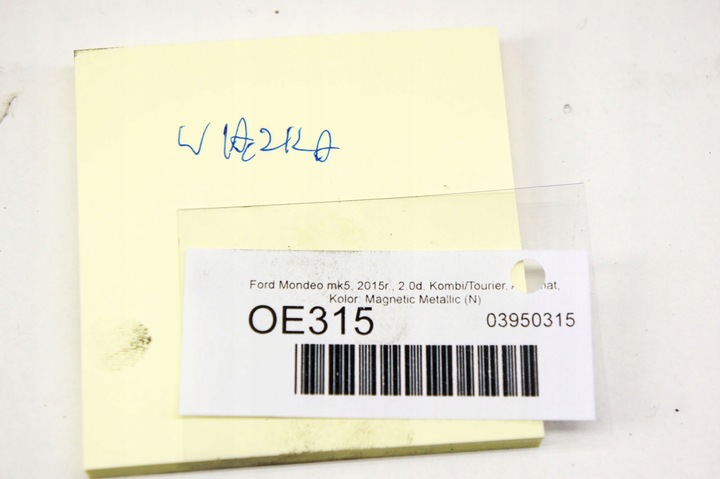 WIĄZKA
Ford Mondeo mk5, 2015r., 2.0d, Kombi/Tourier,
Kolor: Magnetic Metallic (N)
OE315
03950315